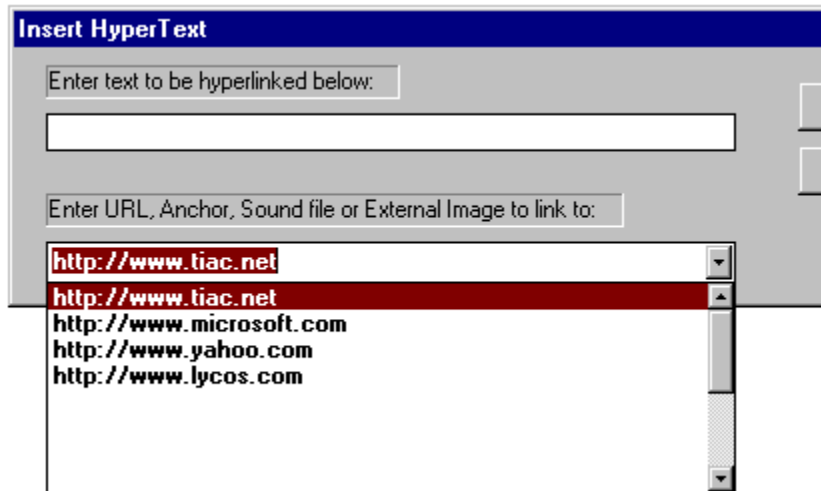 Insert HyperText
Enter text to be hyperlinked below:
Enter URL, Anchor, Sound file or External Image to link to:
http://www.tiac.net
http://www.tiac.net
http://www.microsoft.com
http://www.yahoo.com
http://www.lycos.com